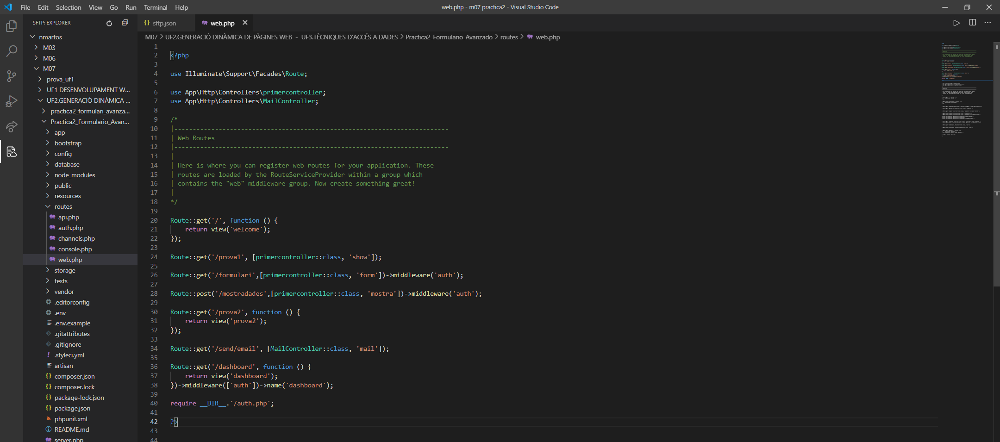 File Edit Selection View Go Run Terminal Help
web.php - m07 practica2 - Visual Studio Code
SFTP: EXPLORER
nmartos
M03
M06
M07
prova_uf1
UF1 DESENVOLUPAMENT W...
UF2.GENERACIÓ DINÀMICA ...
practica2_formulari_avanza...
Practica2_Formulario_Avan...
app
bootstrap
config
database
node_modules
public
resources
routes
api.php
auth.php
channels.php
console.php
web.php
storage
tests
vendor
.editorconfig
.env
.env.example
.gitattributes
.gitignore
.styleci.yml
artisan
composer.json
composer.lock
package-lock.json
package.json
phpunit.xml
README.md
server.php
sftp.json
web.php
M07 > UF2.GENERACIÓ DINÀMICA DE PÀGINES WEB - UF3.TÈCNIQUES D'ACCÉS A DADES > Practica2_Formulario_Avanzado > routes > web.php
1
2 <?php
3
4 use Illuminate\Support\Facades\Route;
5
6 use App\Http\Controllers\primercontroller;
7 use App\Http\Controllers\MailController;
8
9 /*
10 |--------------------------------------------------------------------------
11 | Web Routes
12 |--------------------------------------------------------------------------
13 |
14 | Here is where you can register web routes for your application. These
15 | routes are loaded by the RouteServiceProvider within a group which
16 | contains the "web" middleware group. Now create something great!
17 |
18 */
19
20 Route::get('/', function () {
21     return view('welcome');
22 });
23
24 Route::get('/prova1', [primercontroller::class, 'show']);
25
26 Route::get('/formulari',[primercontroller::class, 'form'])->middleware('auth');
27
28 Route::post('/mostradades',[primercontroller::class, 'mostra'])->middleware('auth');
29
30 Route::get('/prova2', function () {
31     return view('prova2');
32 });
33
34 Route::get('/send/email', [MailController::class, 'mail']);
35
36 Route::get('/dashboard', function () {
37     return view('dashboard');
38 })->middleware(['auth'])->name('dashboard');
39
40 require __DIR__.'/auth.php';
41
42 ?>
43
44